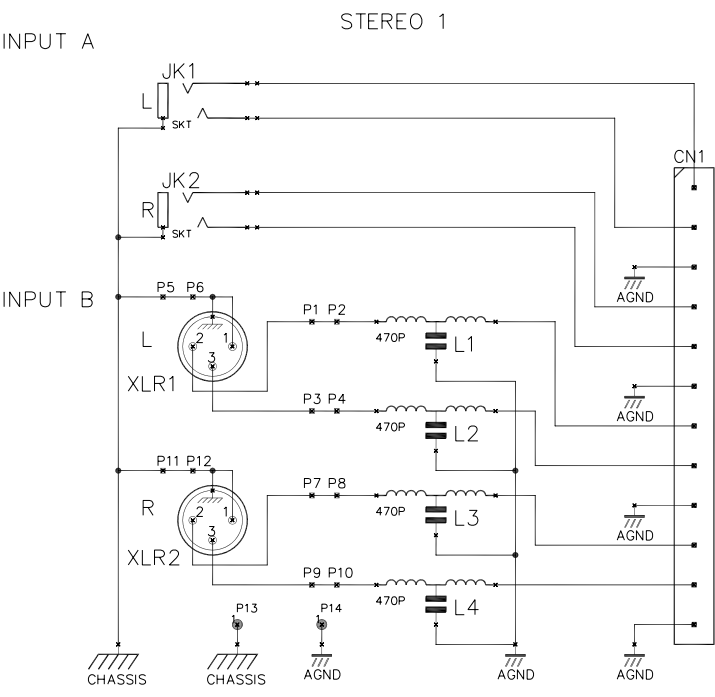 STEREO 1
INPUT A
JK1
L
SKT
CN1
JK2
R
SKT
AGND
INPUT B
P5 P6
P1 P2
L
2 1
3
470P
L1
XLR1
P3 P4
AGND
470P
L2
P11 P12
P7 P8
R
2 1
3
470P
L3
AGND
XLR2
P9 P10
470P
L4
P13
1
P14
1
CHASSIS
CHASSIS
AGND
AGND
AGND